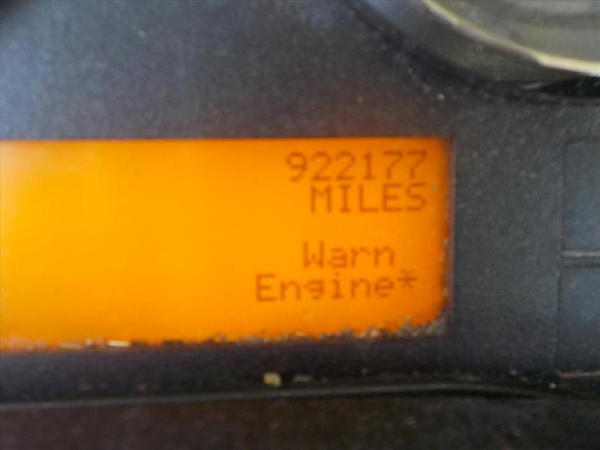 922177
MILES
Warn
Engine*